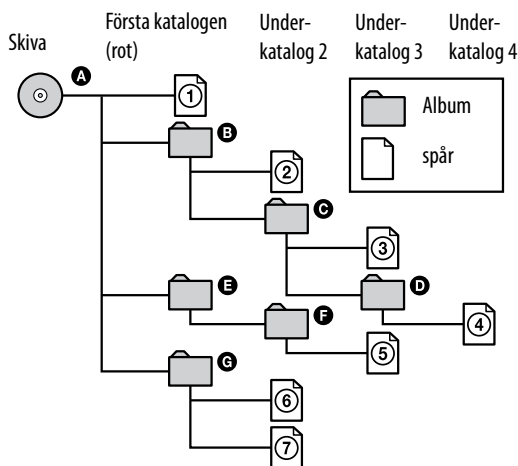 Skiva
Första katalogen
(rot)
Under-
katalog 2
Under-
katalog 3
Under-
katalog 4
Album
spår
A
1
B
2
C
3
E
D
F
4
5
G
6
7